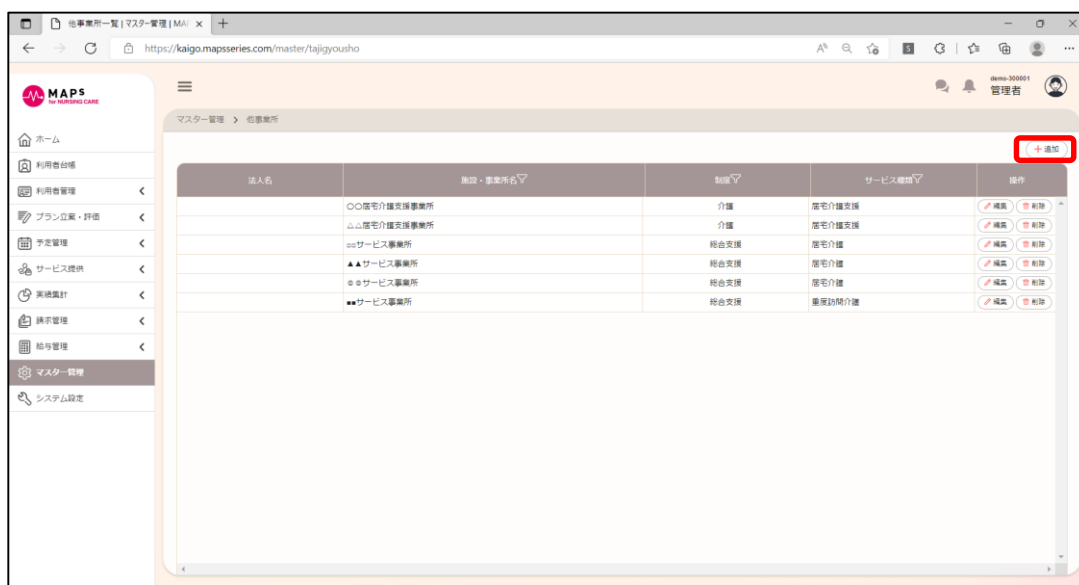 他事業所一覧 | マスター管理 | MAI
https://kaigo.mapsseries.com/master/tajigyousho
MAPS
for NURSING CARE
demo-300001
管理者
マスター管理 > 他事業所
ホーム
利用者台帳
利用者管理
プラン立案・評価
予定管理
サービス提供
実績集計
請求管理
給与管理
マスター管理
システム設定
+追加
法人名 施設・事業所名 制度 サービス種類 操作
〇〇居宅介護支援事業所 介護 居宅介護支援 編集 削除
△△居宅介護支援事業所 介護 居宅介護支援 編集 削除
□□サービス事業所 総合支援 居宅介護 編集 削除
▲▲サービス事業所 総合支援 居宅介護 編集 削除
◎◎サービス事業所 総合支援 居宅介護 編集 削除
■■サービス事業所 総合支援 重度訪問介護 編集 削除